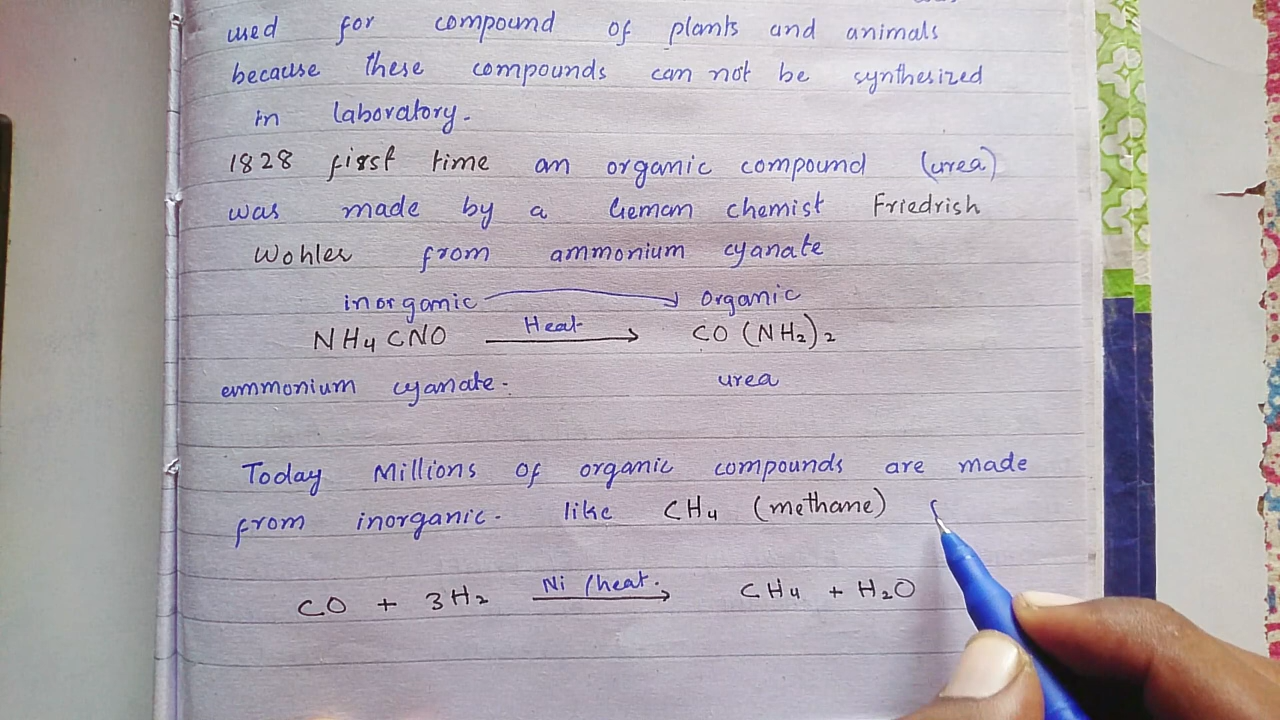 used for compound of plants and animals
because these compounds can not be synthesized
in laboratory.
1828 first time an organic compound (urea)
was made by a German chemist Friedrish
Wohler from ammonium cyanate
inorganic → organic
NH4CNO Heat → CO(NH2)2
ammonium cyanate. urea
Today Millions of organic compounds are made
from inorganic. like CH4 (methane)
CO + 3H2 Ni/heat. → CH4 + H2O